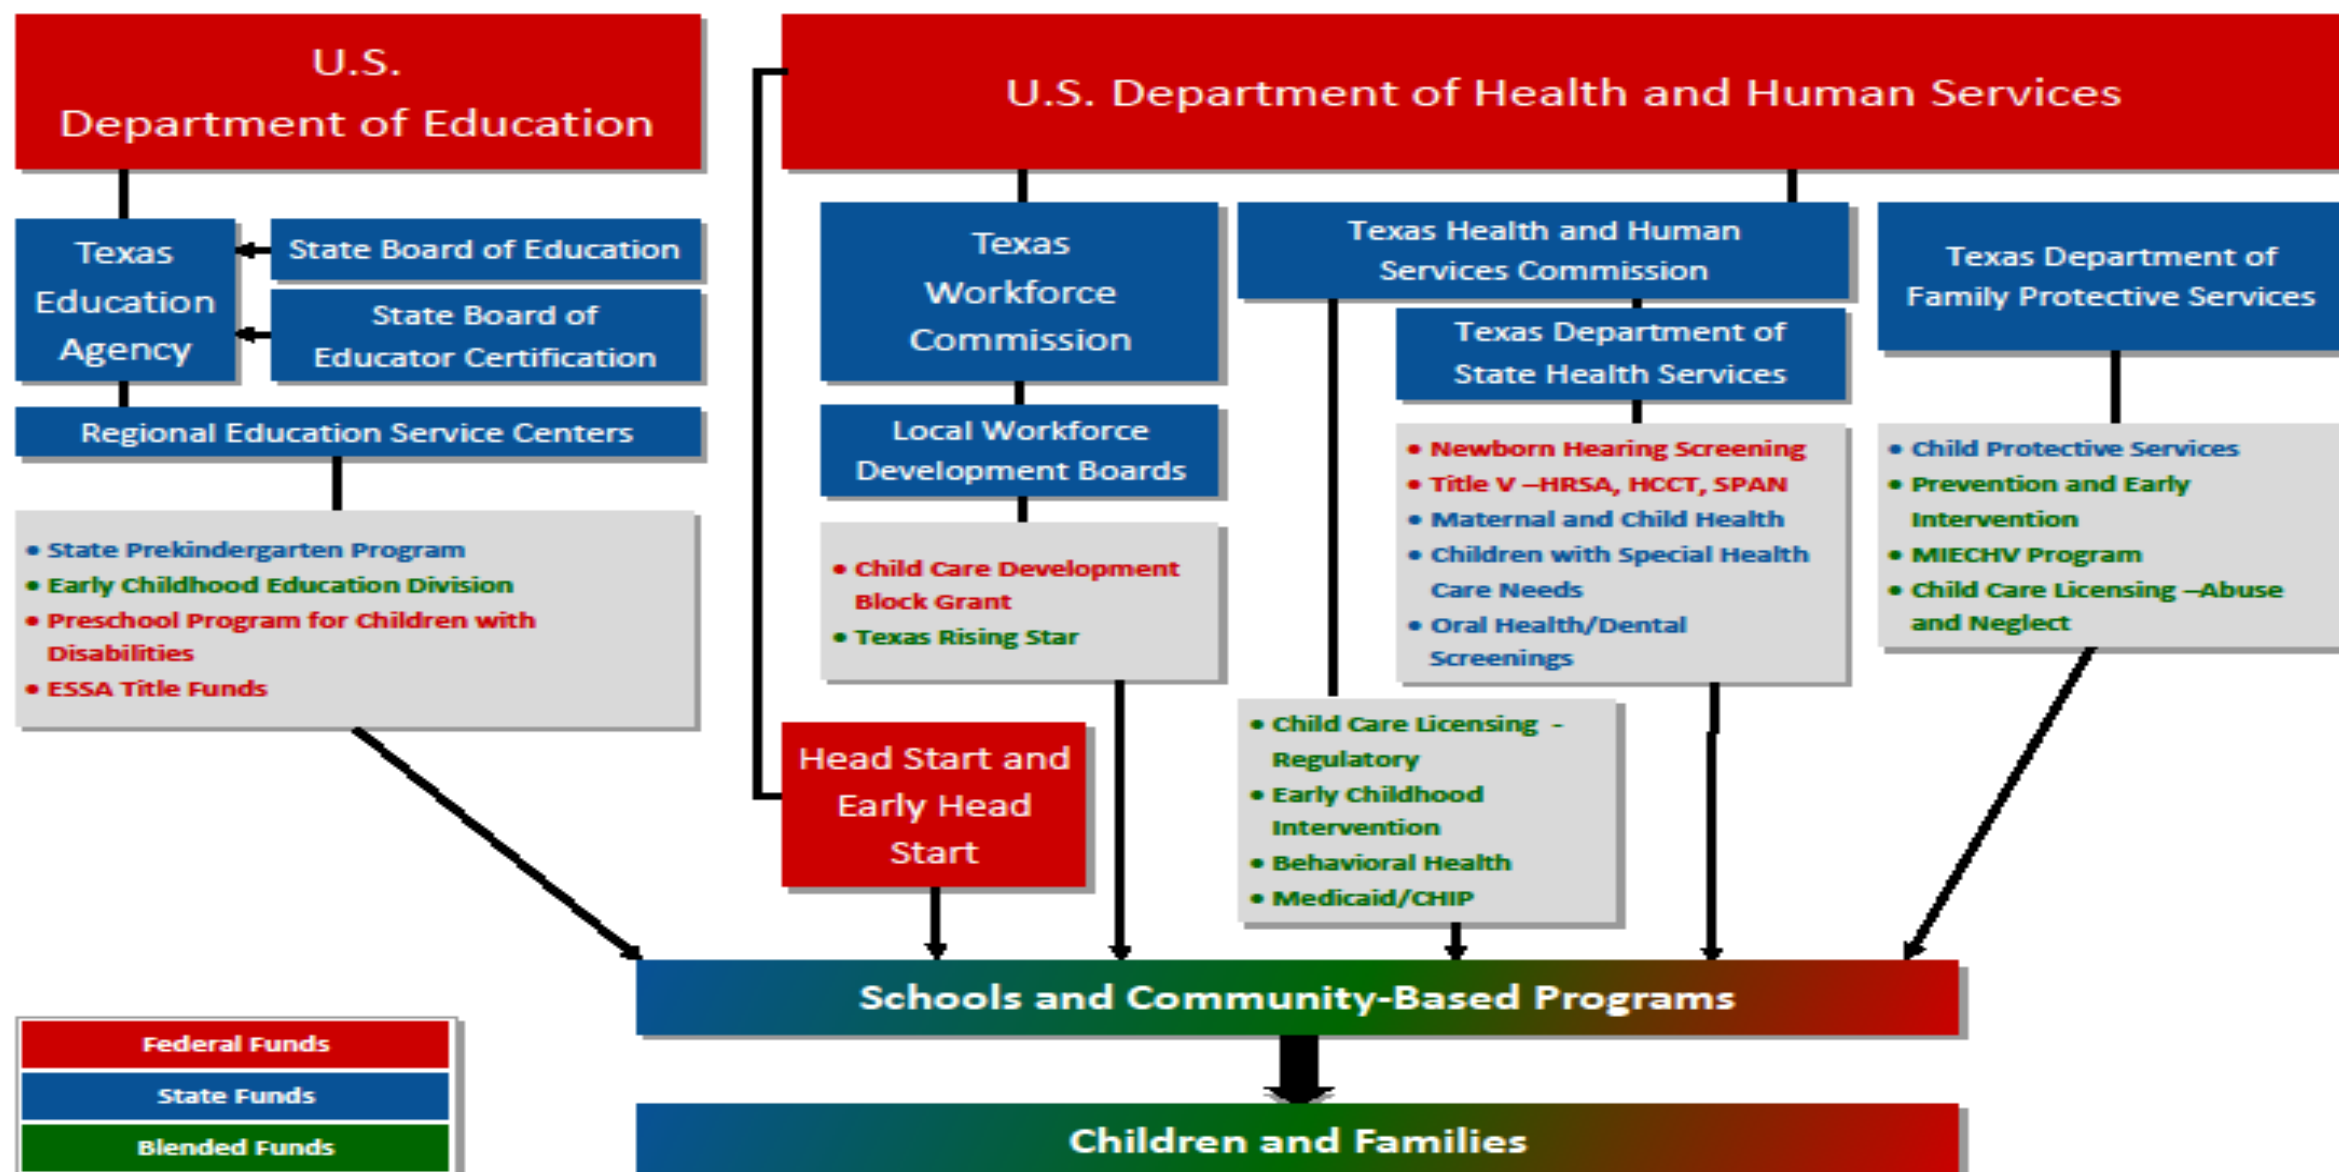 U.S.
Department of Education
U.S. Department of Health and Human Services
Texas
Education
Agency
State Board of Education
State Board of
Educator Certification
Regional Education Service Centers
• State Prekindergarten Program
• Early Childhood Education Division
• Preschool Program for Children with
Disabilities
• ESSA Title Funds
Texas
Workforce
Commission
Local Workforce
Development Boards
• Child Care Development
Block Grant
• Texas Rising Star
Head Start and
Early Head
Start
Texas Health and Human
Services Commission
Texas Department of
State Health Services
• Newborn Hearing Screening
• Title V –HRSA, HCCT, SPAN
• Maternal and Child Health
• Children with Special Health
Care Needs
• Oral Health/Dental
Screenings
• Child Care Licensing -
Regulatory
• Early Childhood
Intervention
• Behavioral Health
• Medicaid/CHIP
Texas Department of
Family Protective Services
• Child Protective Services
• Prevention and Early
Intervention
• MIECHV Program
• Child Care Licensing –Abuse
and Neglect
Schools and Community-Based Programs
Children and Families
Federal Funds
State Funds
Blended Funds